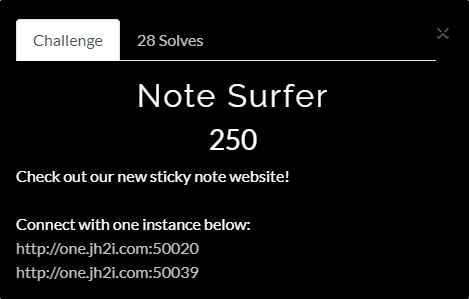 Challenge
28 Solves
Note Surfer
250
Check out our new sticky note website!
Connect with one instance below:
http://one.jh2i.com:50020
http://one.jh2i.com:50039